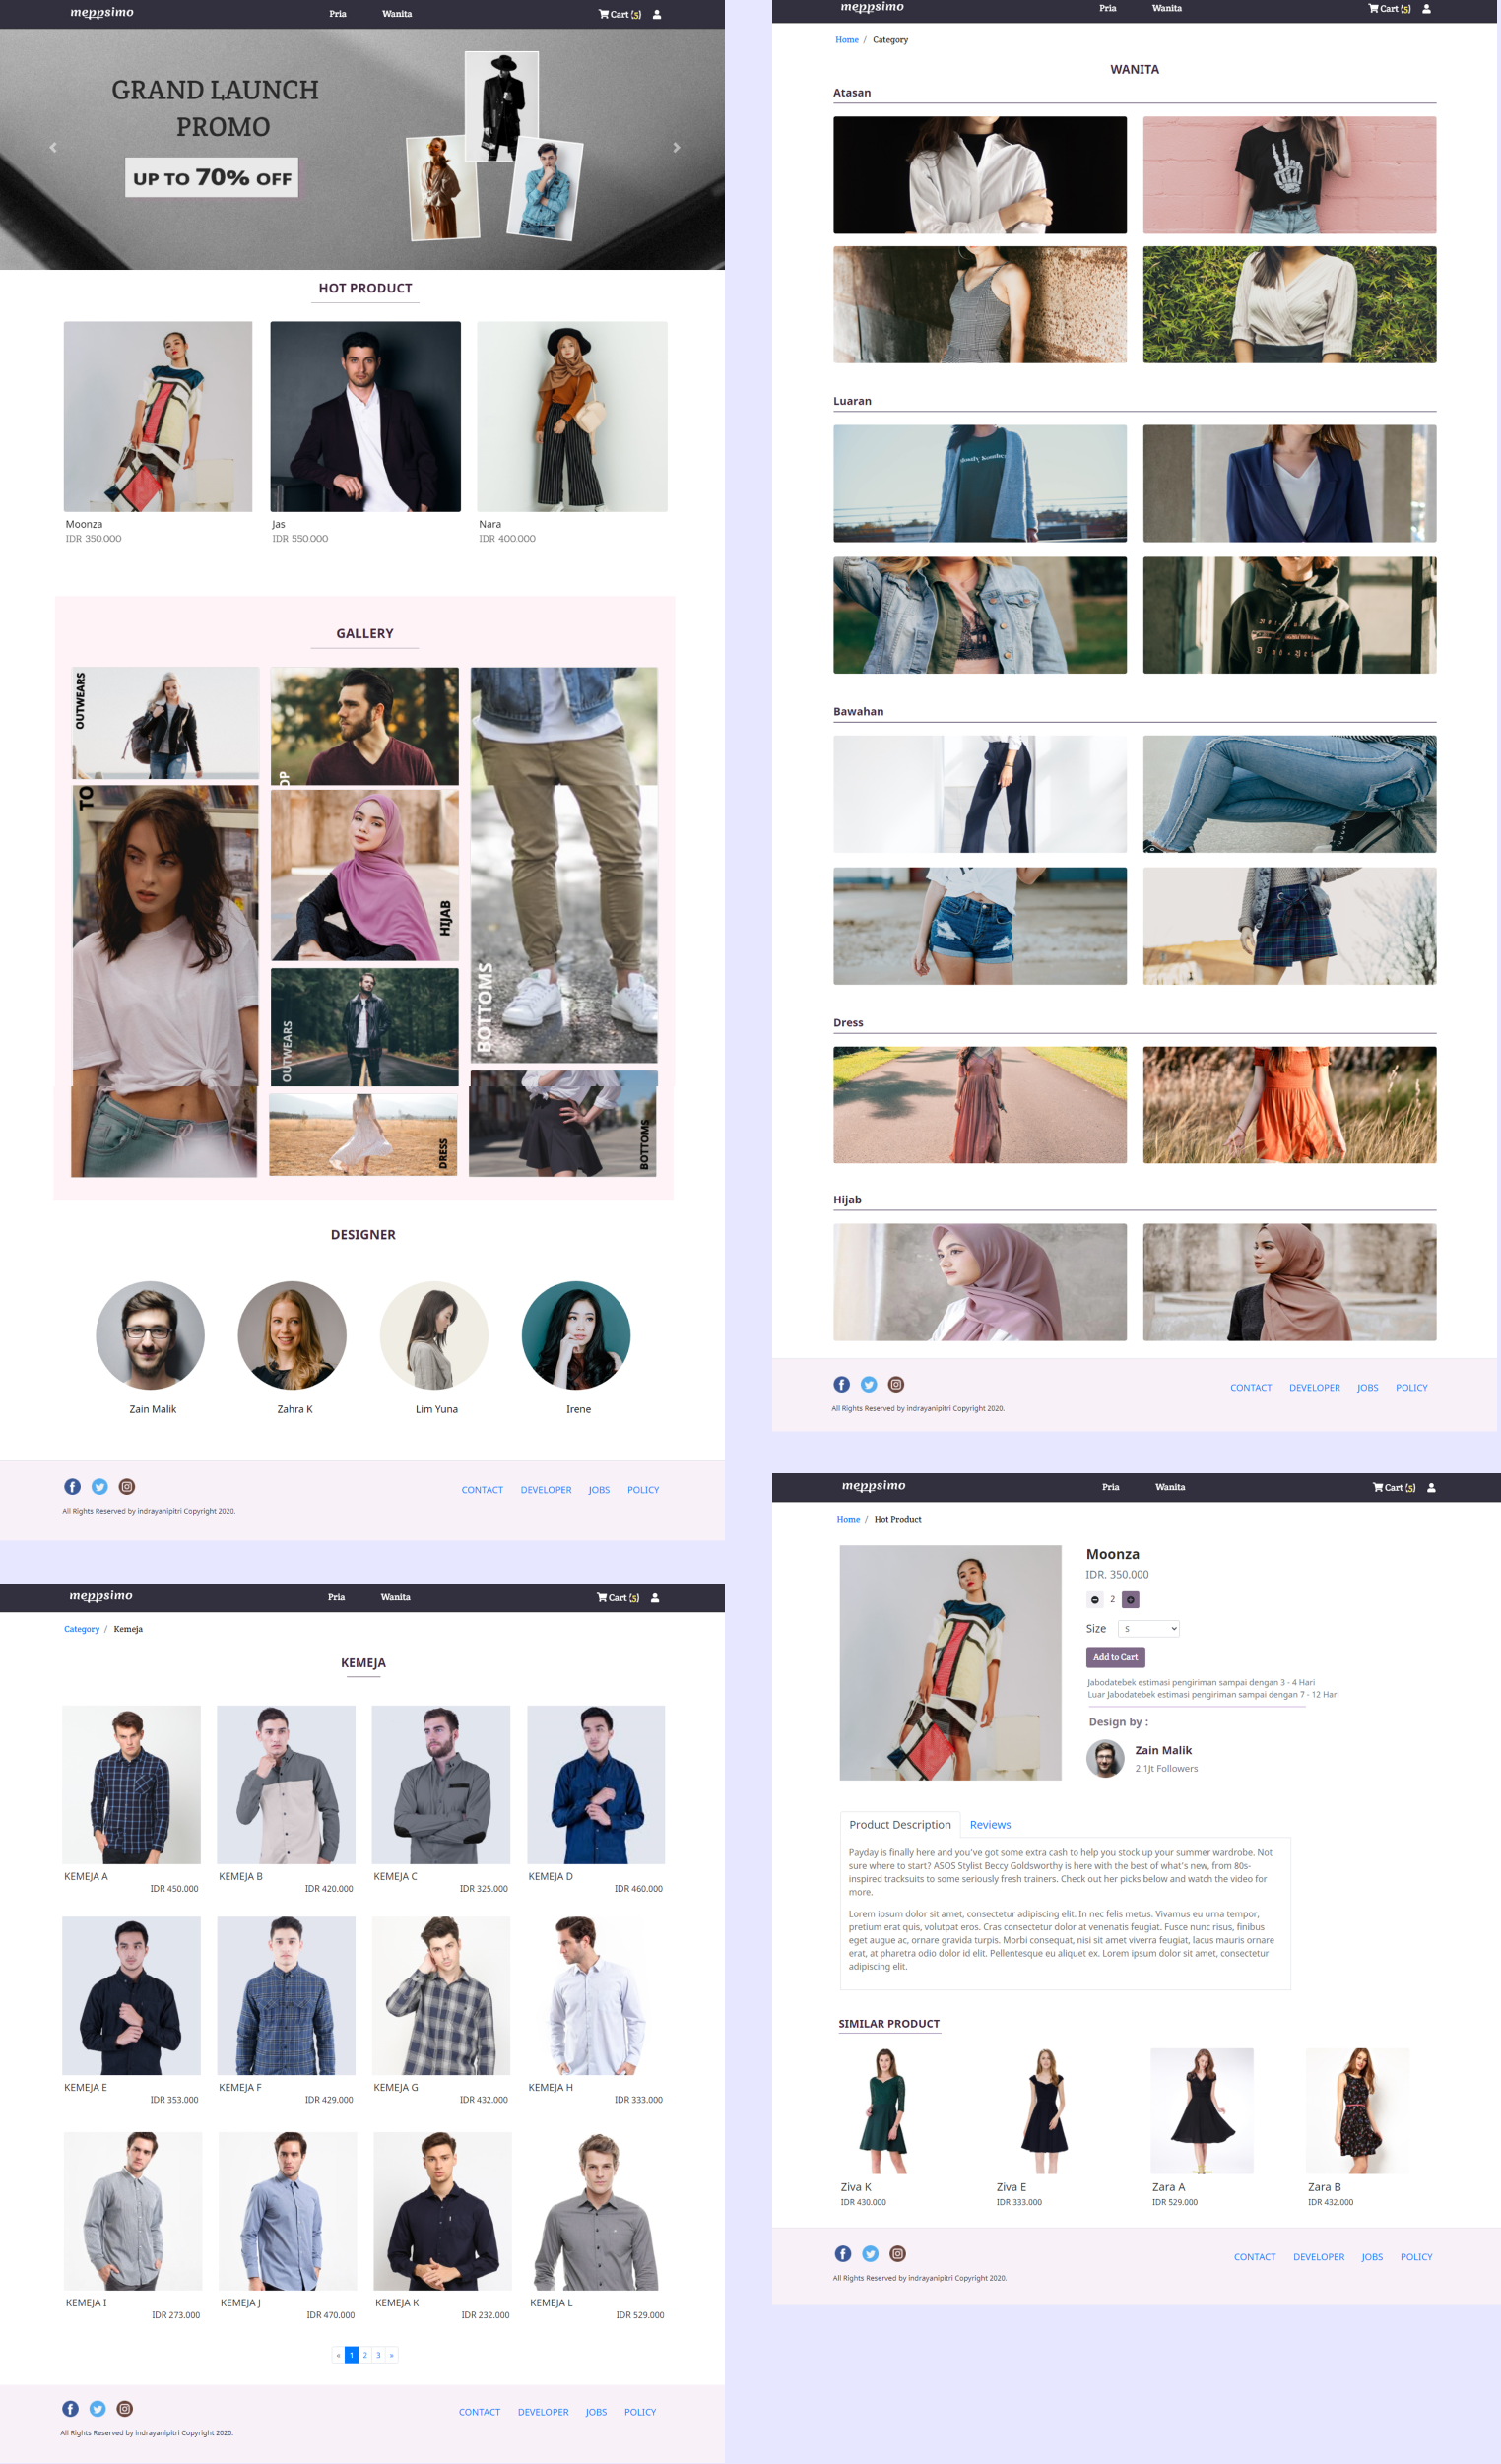 meppsimo
Pria
Wanita
Cart (5)
GRAND LAUNCH
PROMO
UP TO 70% OFF
HOT PRODUCT
Moonza
IDR 350.000
Jas
IDR 550.000
Nara
IDR 400.000
GALLERY
OUTWEARS
OP
TO
HIJAB
BOTTOMS
OUTWEARS
DRESS
BOTTOMS
DESIGNER
Zain Malik
Zahra K
Lim Yuna
Irene
CONTACT
DEVELOPER
JOBS
POLICY
All Rights Reserved by indrayanipitri Copyright 2020.
meppsimo
Pria
Wanita
Cart (5)
Category / Kemeja
KEMEJA
KEMEJA A
IDR 450.000
KEMEJA B
IDR 420.000
KEMEJA C
IDR 325.000
KEMEJA D
IDR 460.000
KEMEJA E
IDR 353.000
KEMEJA F
IDR 429.000
KEMEJA G
IDR 432.000
KEMEJA H
IDR 333.000
KEMEJA I
IDR 273.000
KEMEJA J
IDR 470.000
KEMEJA K
IDR 232.000
KEMEJA L
IDR 529.000
« 1 2 3 »
CONTACT
DEVELOPER
JOBS
POLICY
All Rights Reserved by indrayanipitri Copyright 2020.
meppsimo
Pria
Wanita
Cart (5)
Home / Category
WANITA
Atasan
Luaran
Bawahan
Dress
Hijab
CONTACT
DEVELOPER
JOBS
POLICY
All Rights Reserved by indrayanipitri Copyright 2020.
meppsimo
Pria
Wanita
Cart (5)
Home / Hot Product
Moonza
IDR. 350.000
2
Size
S
Add to Cart
Jabodatebek estimasi pengiriman sampai dengan 3 - 4 Hari
Luar Jabodatebek estimasi pengiriman sampai dengan 7 - 12 Hari
Design by :
Zain Malik
2.1Jt Followers
Product Description
Reviews
Payday is finally here and you've got some extra cash to help you stock up your summer wardrobe. Not
sure where to start? ASOS Stylist Beccy Goldsworthy is here with the best of what's new, from 80s-
inspired tracksuits to some seriously fresh trainers. Check out her picks below and watch the video for
more.
Lorem ipsum dolor sit amet, consectetur adipiscing elit. In nec felis metus. Vivamus eu urna tempor,
pretium erat quis, volutpat eros. Cras consectetur dolor at venenatis feugiat. Fusce nunc risus, finibus
eget augue ac, ornare gravida turpis. Morbi consequat, nisi sit amet viverra feugiat, lacus mauris ornare
erat, at pharetra odio dolor id elit. Pellentesque eu aliquet ex. Lorem ipsum dolor sit amet, consectetur
adipiscing elit.
SIMILAR PRODUCT
Ziva K
IDR 430.000
Ziva E
IDR 333.000
Zara A
IDR 529.000
Zara B
IDR 432.000
CONTACT
DEVELOPER
JOBS
POLICY
All Rights Reserved by indrayanipitri Copyright 2020.